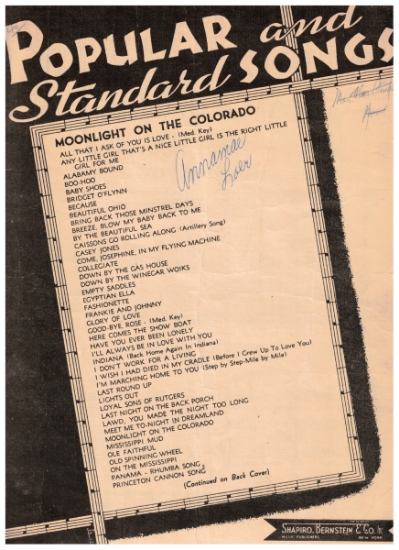 POPULAR and
Standard SONGS
MOONLIGHT ON THE COLORADO
ALL THAT I ASK OF YOU IS LOVE - (Med. Key)
ANY LITTLE GIRL THAT'S A NICE LITTLE GIRL IS THE RIGHT LITTLE
GIRL FOR ME
ALABAMY BOUND
BOO-HOO
BABY SHOES
BRIDGET O'FLYNN
BECAUSE
BEAUTIFUL OHIO
BRING BACK THOSE MINSTREL DAYS
BREEZE, BLOW MY BABY BACK TO ME
BY THE BEAUTIFUL SEA
CAISSONS GO ROLLING ALONG (Artillery Song)
CASEY JONES
COME, JOSEPHINE, IN MY FLYING MACHINE
COLLEGIATE
DOWN BY THE GAS HOUSE
DOWN BY THE WINEGAR WOIKS
EMPTY SADDLES
EGYPTIAN ELLA
FASHIONETTE
FRANKIE AND JOHNNY
GLORY OF LOVE
GOOD-BYE, ROSE - (Med. Key)
HERE COMES THE SHOW BOAT
HAVE YOU EVER BEEN LONELY
I'LL ALWAYS BE IN LOVE WITH YOU
INDIANA (Back Home Again In Indiana)
I DON'T WORK FOR A LIVING
I WISH I HAD DIED IN MY CRADLE (Before I Grew Up To Love You)
I'M MARCHING HOME TO YOU (Step by Step-Mile by Mile)
LAST ROUND UP
LIGHTS OUT
LOYAL SONS OF RUTGERS
LAST NIGHT ON THE BACK PORCH
LAWD, YOU MADE THE NIGHT TOO LONG
MEET ME TO-NIGHT IN DREAMLAND
MOONLIGHT ON THE COLORADO
MISSISSIPPI MUD
OLE FAITHFUL
OLD SPINNING WHEEL
ON THE MISSISSIPPI
PANAMA - RHUMBA SONG
PRINCETON CANNON SONG
(Continued on Back Cover)
Annamae
SHAPIRO, BERNSTEIN & CO. Inc
MUSIC PUBLISHERS NEW YORK